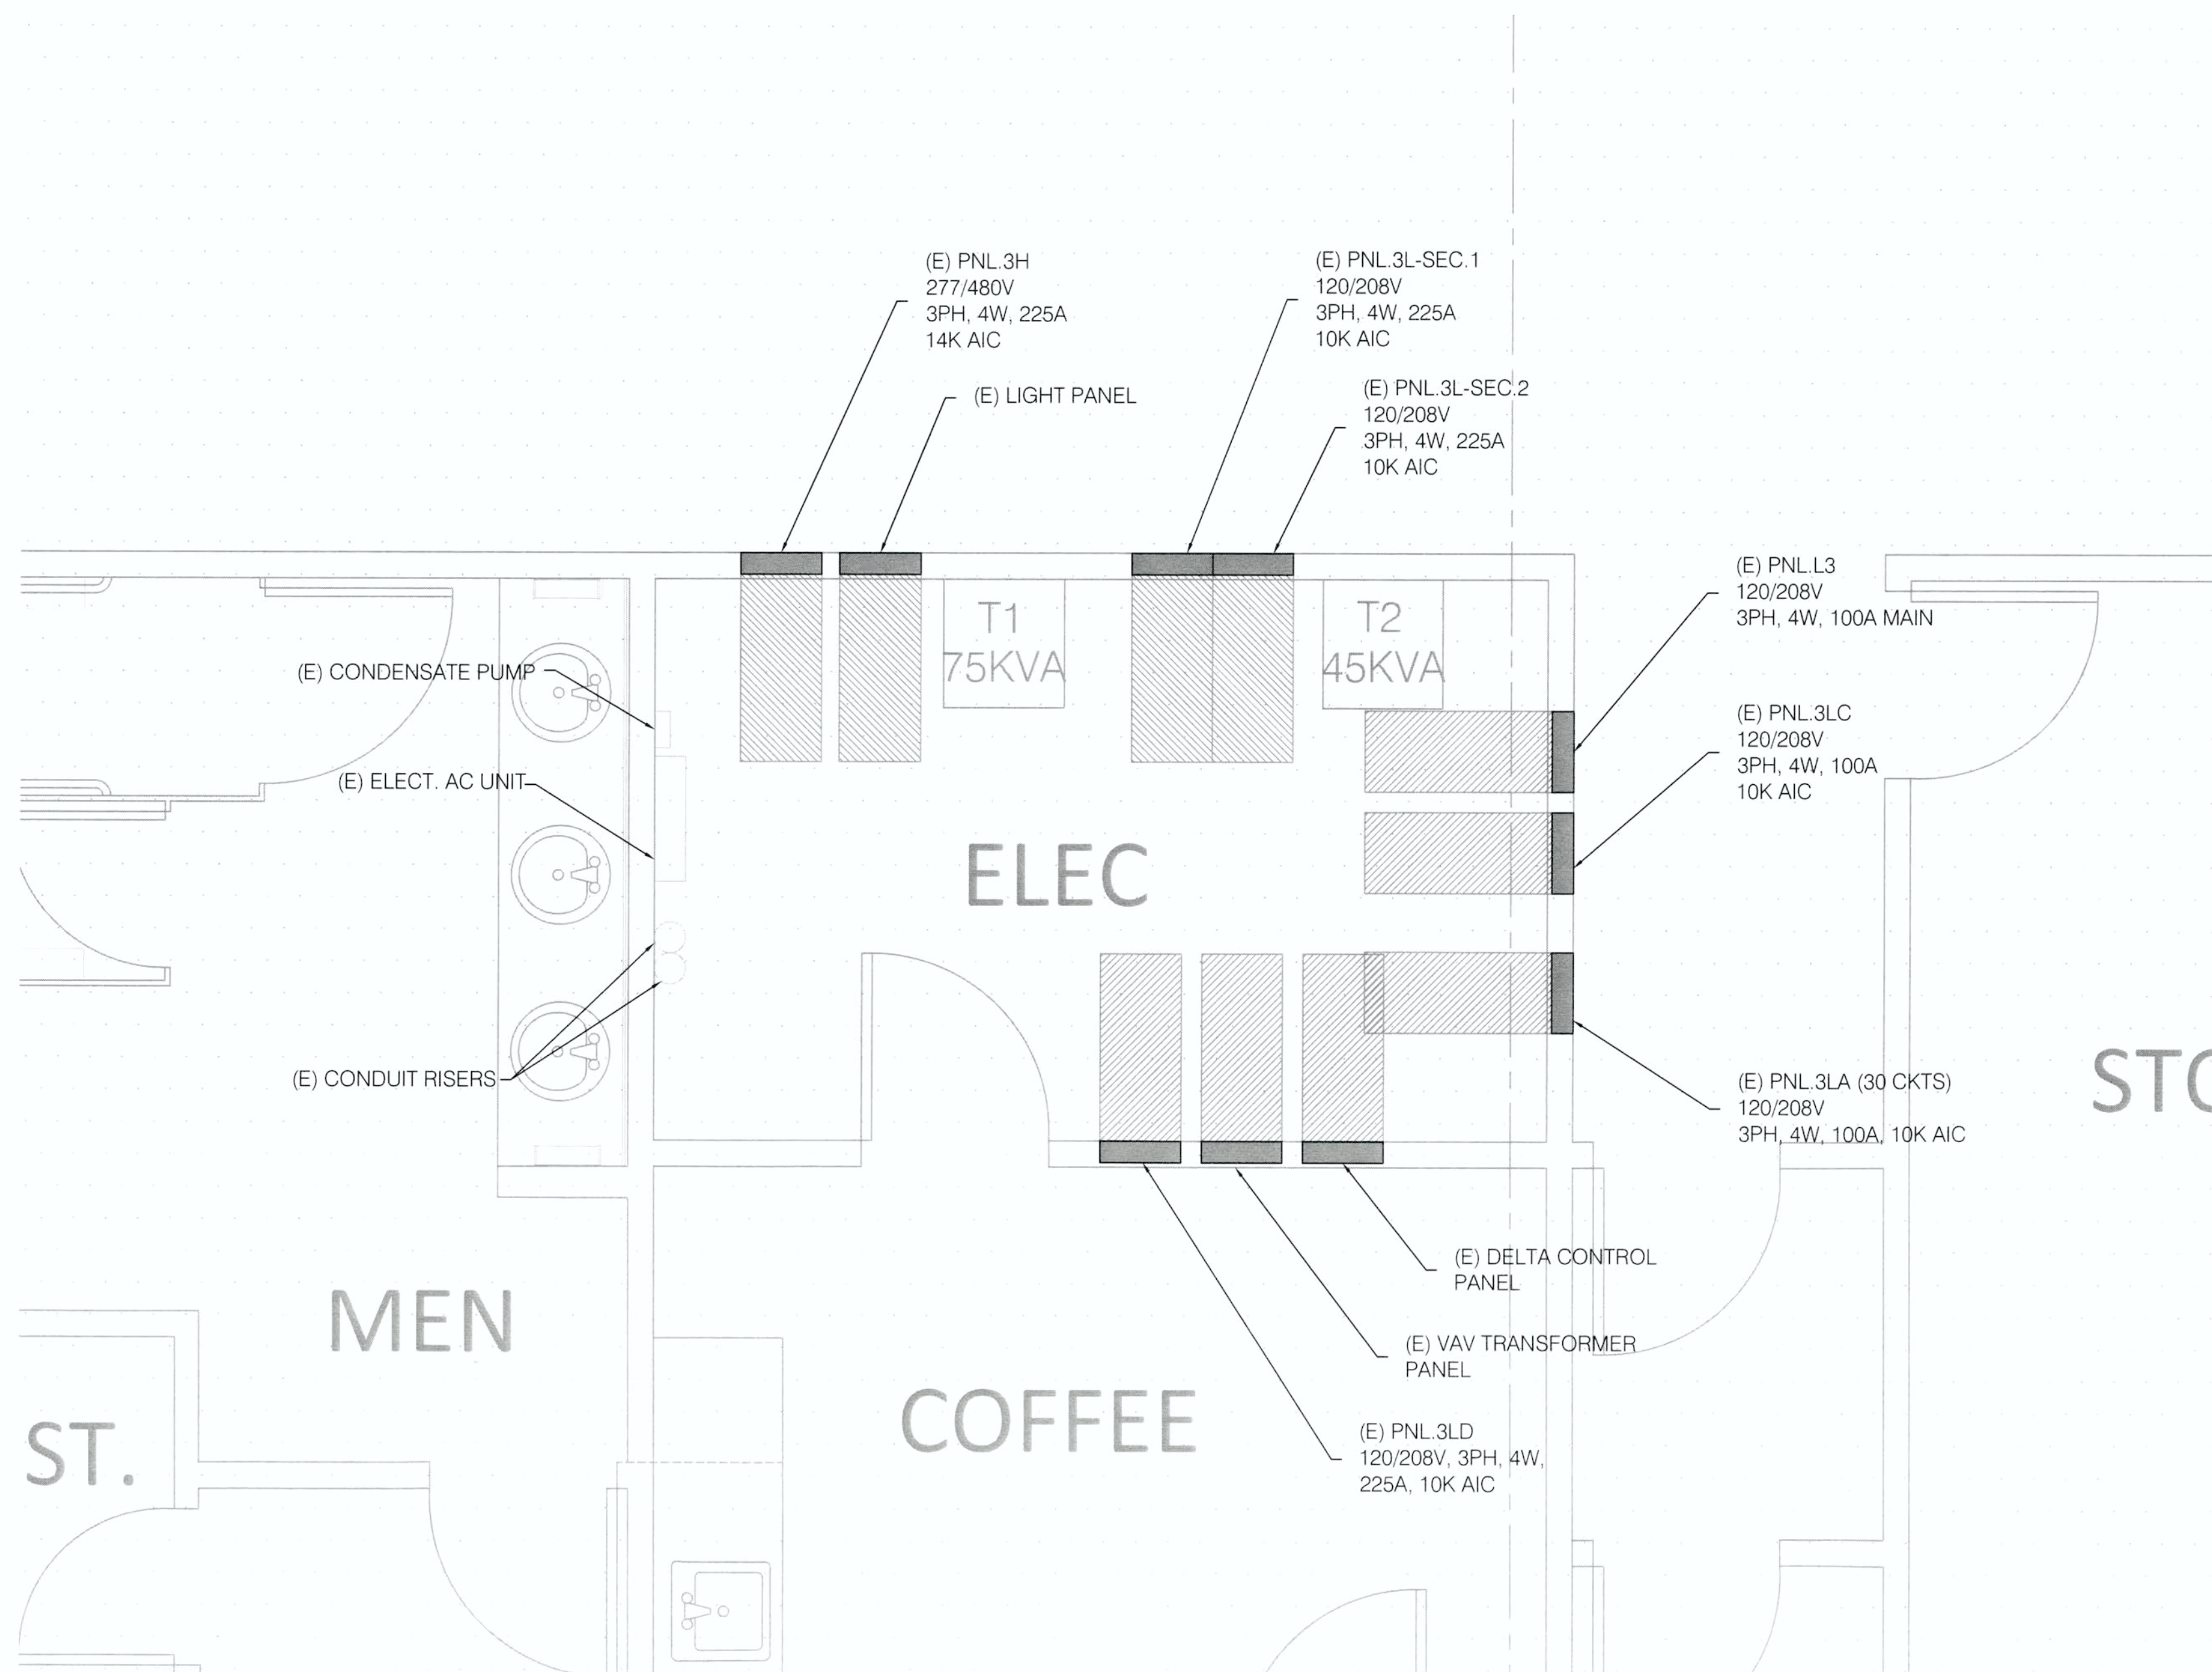 (E) PNL.3H
277/480V
3PH, 4W, 225A
14K AIC
(E) PNL.3L-SEC.1
120/208V
3PH, 4W, 225A
10K AIC
(E) LIGHT PANEL
(E) PNL.3L-SEC.2
120/208V
3PH, 4W, 225A
10K AIC
(E) PNL.L3
120/208V
3PH, 4W, 100A MAIN
T1
75KVA
T2
45KVA
(E) CONDENSATE PUMP
(E) PNL.3LC
120/208V
3PH, 4W, 100A
10K AIC
(E) ELECT. AC UNIT
ELEC
(E) CONDUIT RISERS
(E) PNL.3LA (30 CKTS)
120/208V
3PH, 4W, 100A, 10K AIC
STO
(E) DELTA CONTROL
PANEL
MEN
(E) VAV TRANSFORMER
PANEL
COFFEE
ST.
(E) PNL.3LD
120/208V, 3PH, 4W,
225A, 10K AIC